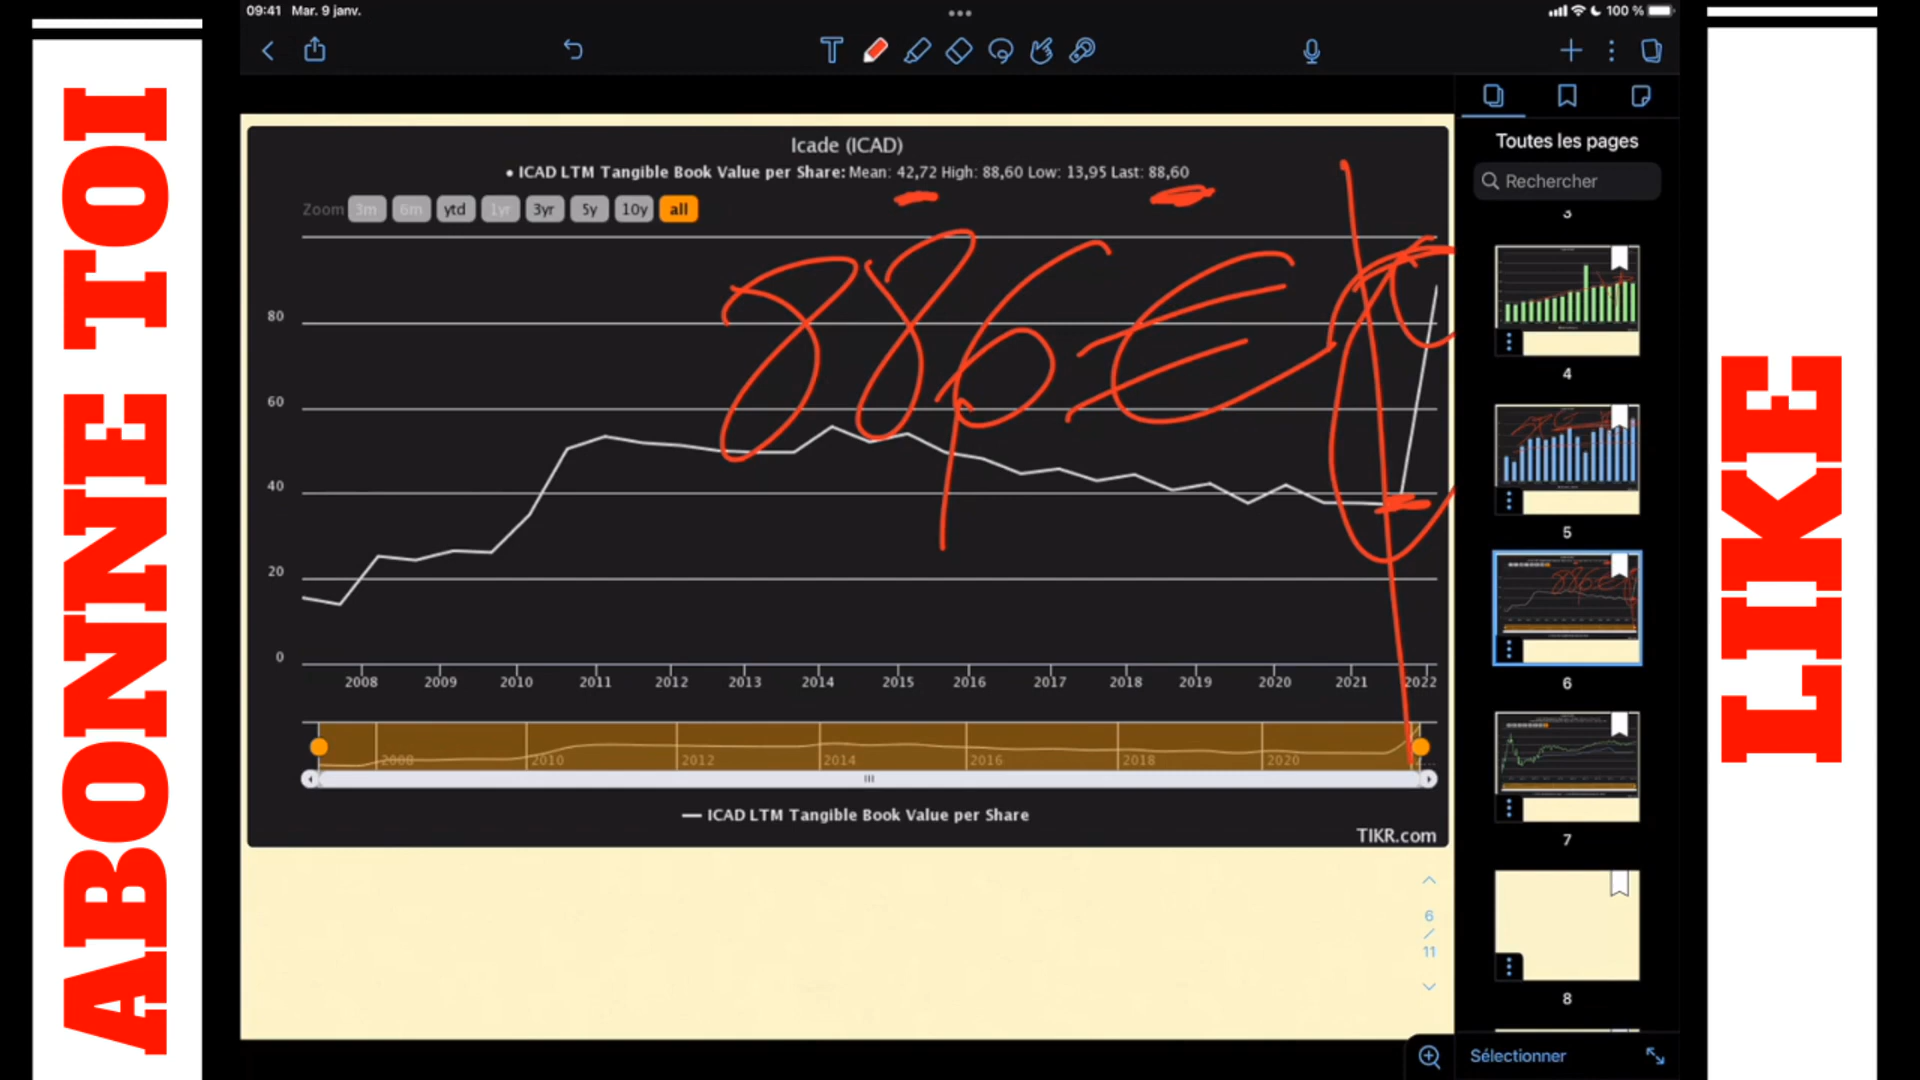 09:41 Mar. 9 janv.
100 %
ABONNE TOI
LIKE
Toutes les pages
Rechercher
Icade (ICAD)
• ICAD LTM Tangible Book Value per Share: Mean: 42,72 High: 88,60 Low: 13,95 Last: 88,60
Zoom 3m 6m ytd 1yr 3yr 5y 10y all
88,6 €
80
60
40
20
0
2008 2009 2010 2011 2012 2013 2014 2015 2016 2017 2018 2019 2020 2021 2022
2008 2010 2012 2014 2016 2018 2020
ICAD LTM Tangible Book Value per Share
TIKR.com
6
/
11
3
4
5
6
7
8
Sélectionner